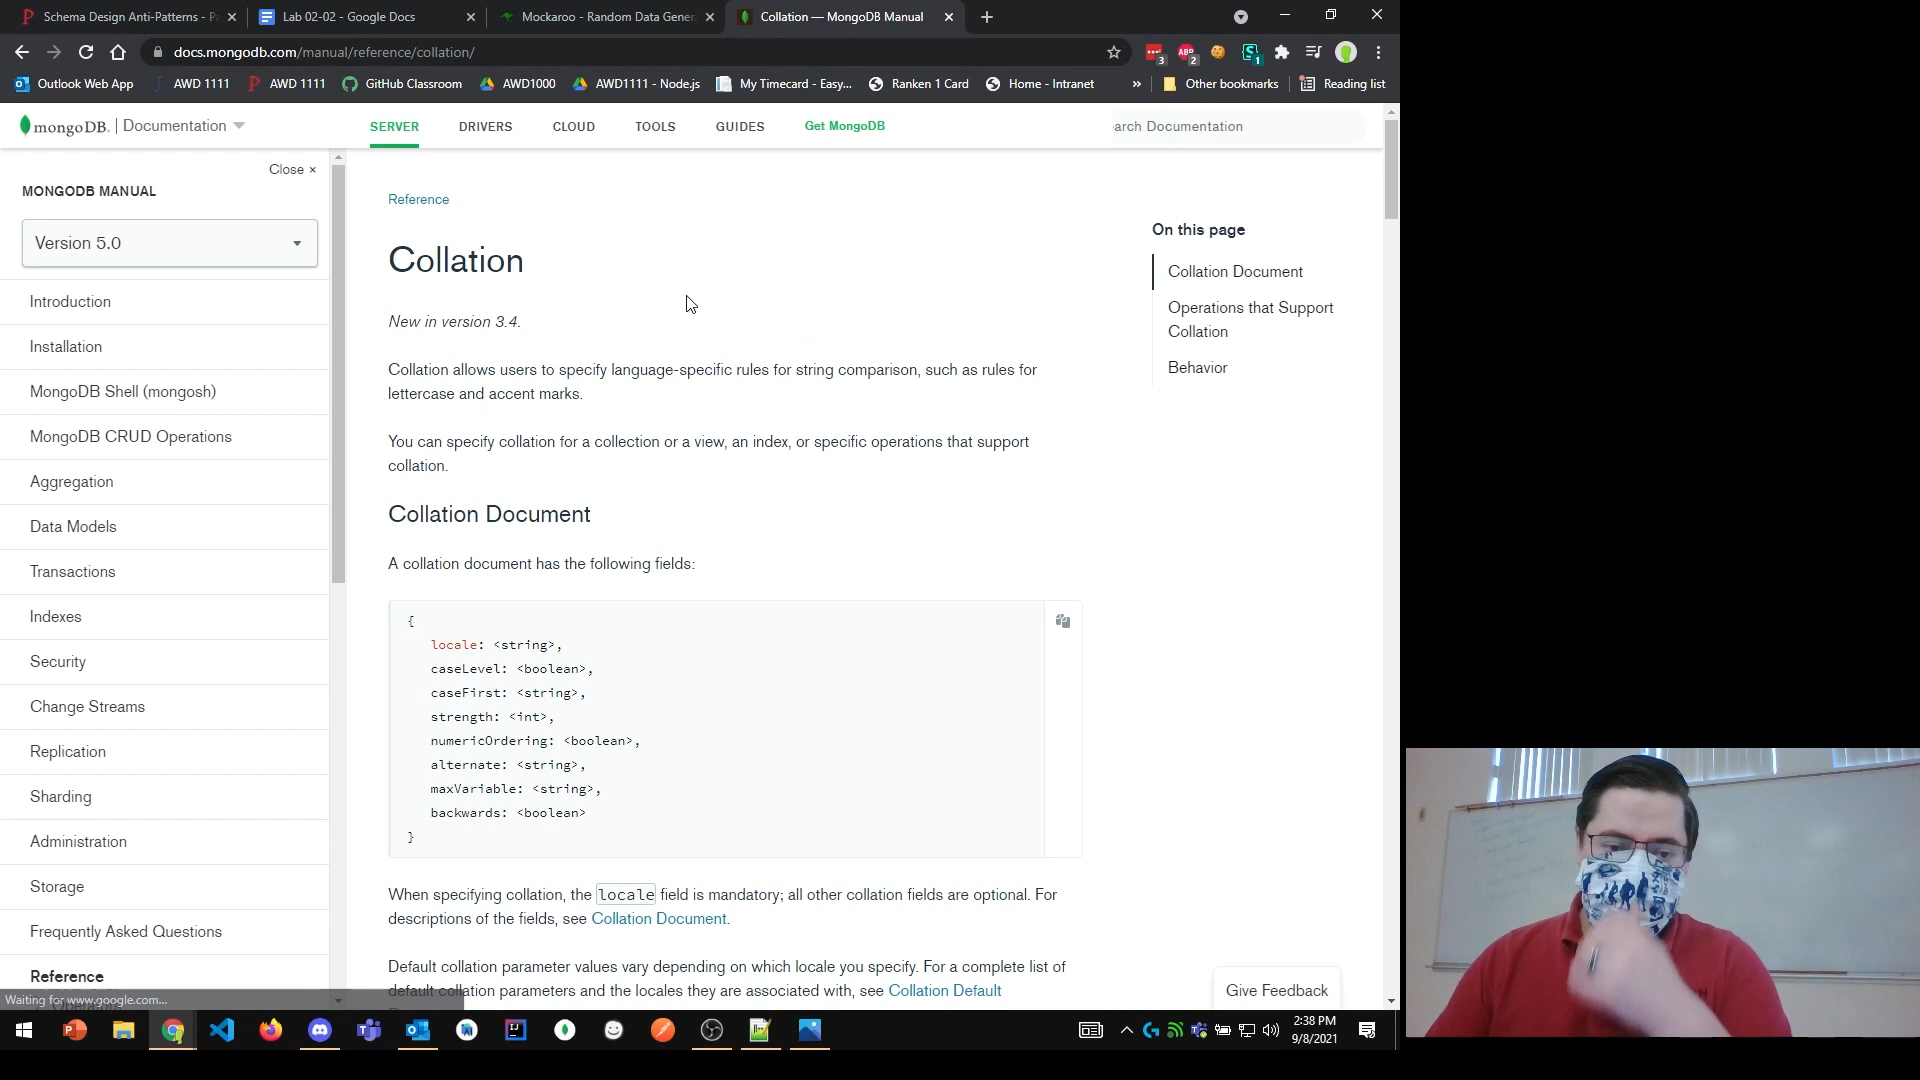 Schema Design Anti-Patterns - P
Lab 02-02 - Google Docs
Mockaroo - Random Data Gener
Collation — MongoDB Manual
docs.mongodb.com/manual/reference/collation/
3
ABP
2
1
Outlook Web App
AWD 1111
AWD 1111
GitHub Classroom
AWD1000
AWD1111 - Node.js
My Timecard - Easy...
Ranken 1 Card
Home - Intranet
»
Other bookmarks
Reading list
mongoDB. | Documentation
SERVER
DRIVERS
CLOUD
TOOLS
GUIDES
Get MongoDB
arch Documentation
Close ×
MONGODB MANUAL
Version 5.0
Introduction
Installation
MongoDB Shell (mongosh)
MongoDB CRUD Operations
Aggregation
Data Models
Transactions
Indexes
Security
Change Streams
Replication
Sharding
Administration
Storage
Frequently Asked Questions
Reference
Waiting for www.google.com...
Reference
Collation
New in version 3.4.
Collation allows users to specify language-specific rules for string comparison, such as rules for
lettercase and accent marks.
You can specify collation for a collection or a view, an index, or specific operations that support
collation.
Collation Document
A collation document has the following fields:
{
locale: <string>,
caseLevel: <boolean>,
caseFirst: <string>,
strength: <int>,
numericOrdering: <boolean>,
alternate: <string>,
maxVariable: <string>,
backwards: <boolean>
}
When specifying collation, the locale field is mandatory; all other collation fields are optional. For
descriptions of the fields, see Collation Document.
Default collation parameter values vary depending on which locale you specify. For a complete list of
default collation parameters and the locales they are associated with, see Collation Default
On this page
Collation Document
Operations that Support
Collation
Behavior
Give Feedback
2:38 PM
9/8/2021